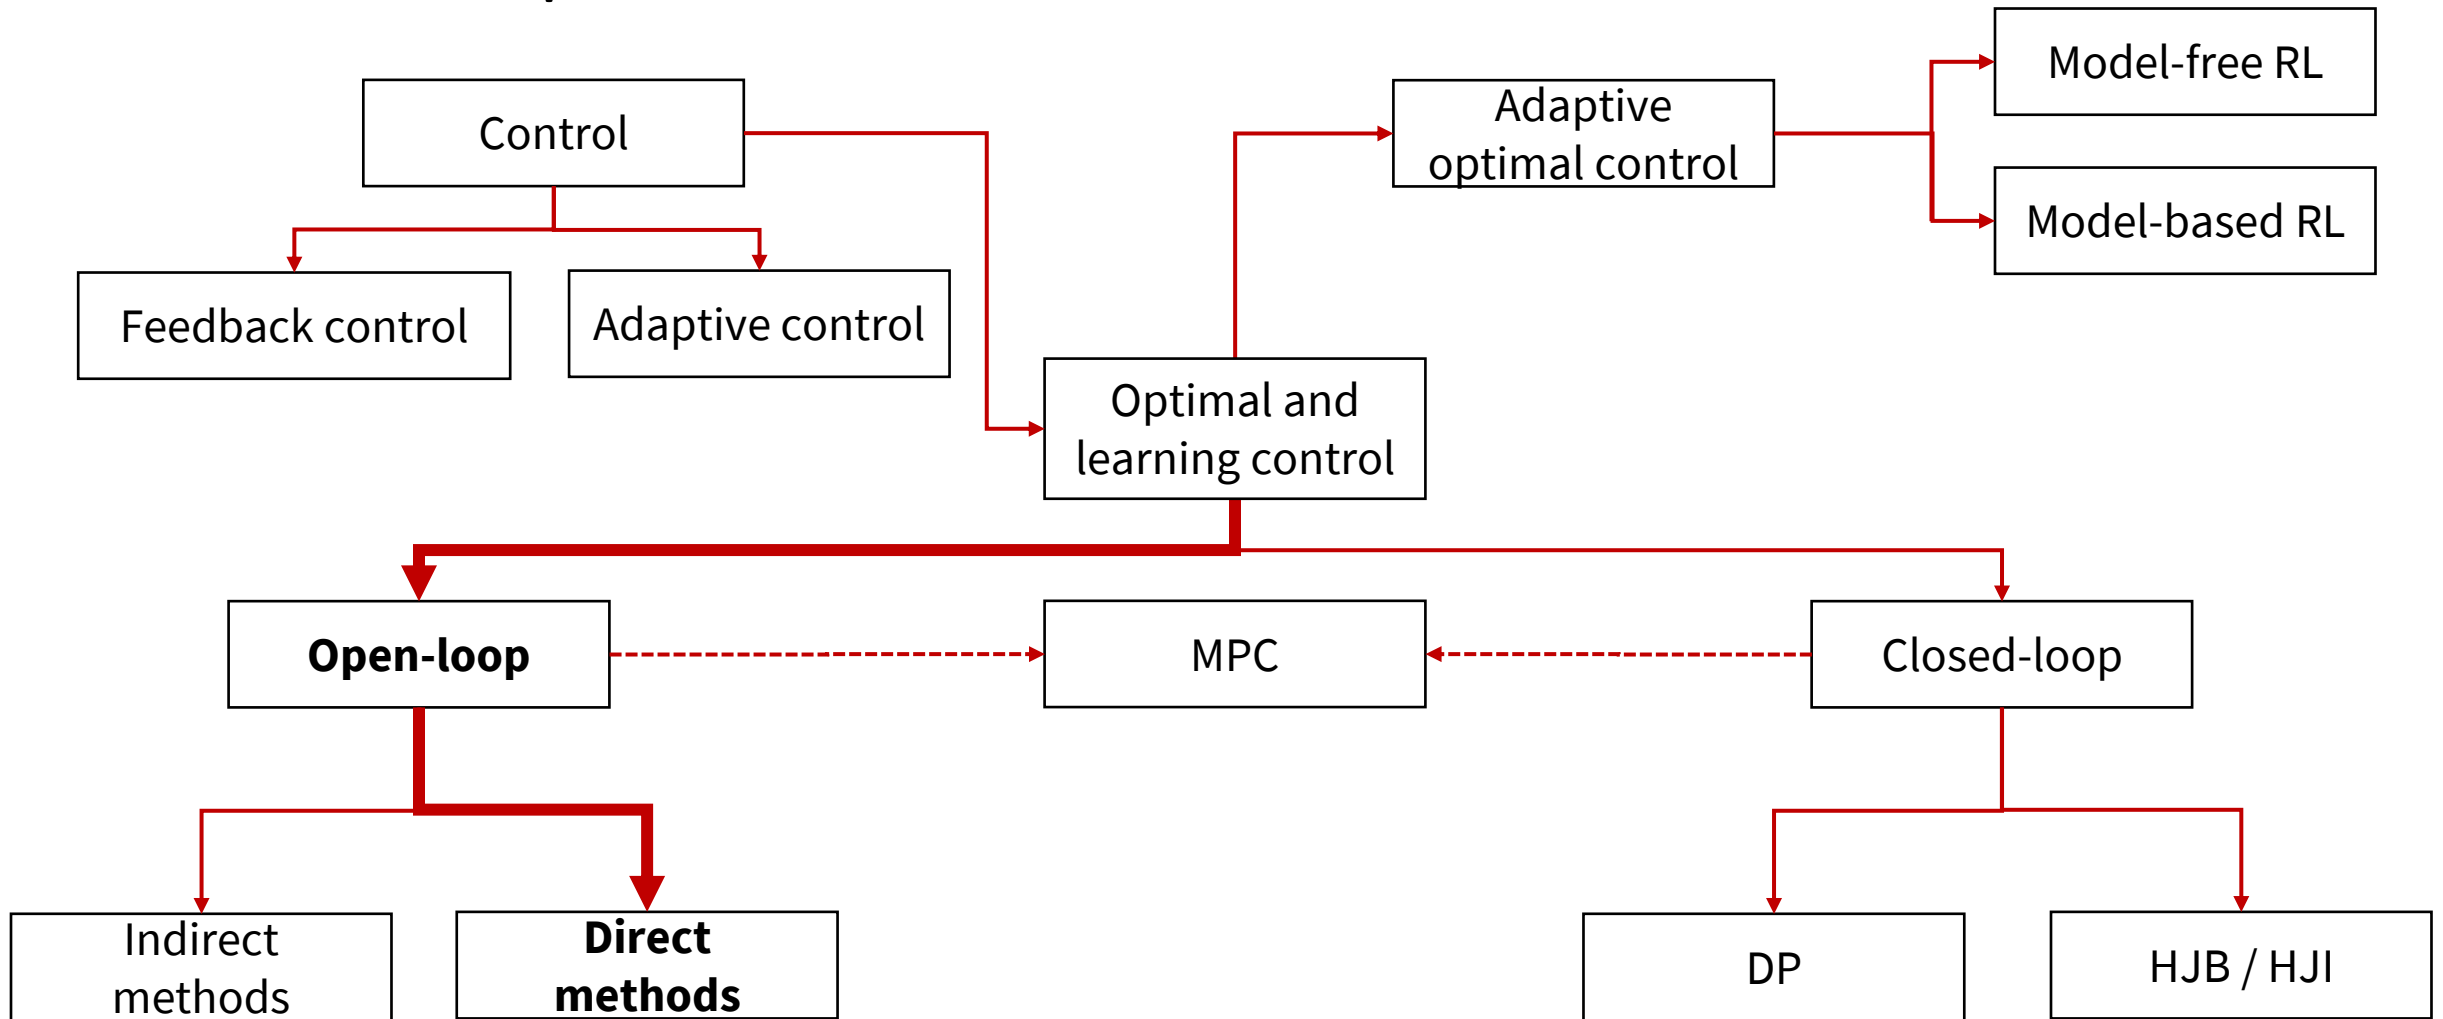 Control
Feedback control
Adaptive control
Optimal and
learning control
Adaptive
optimal control
Model-free RL
Model-based RL
Open-loop
MPC
Closed-loop
Indirect
methods
Direct
methods
DP
HJB / HJI